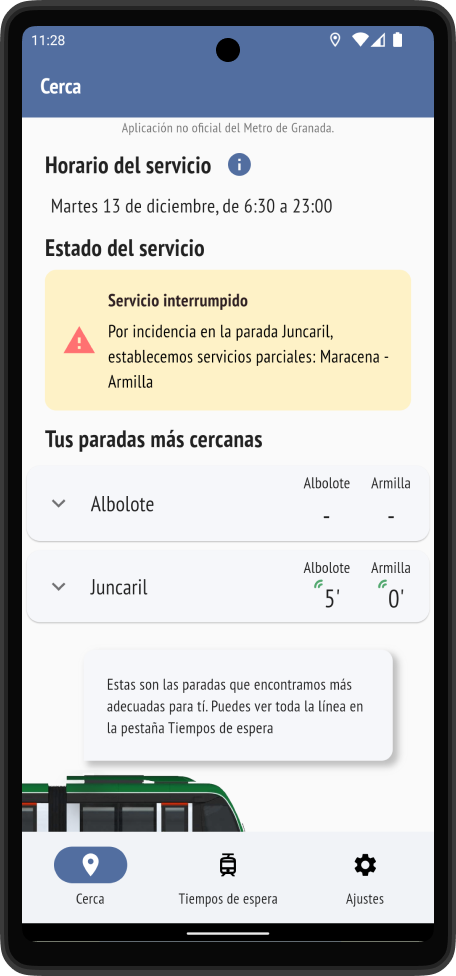 11:28
Cerca
Aplicación no oficial del Metro de Granada.
Horario del servicio
Martes 13 de diciembre, de 6:30 a 23:00
Estado del servicio
Servicio interrumpido
Por incidencia en la parada Juncaril,
establecemos servicios parciales: Maracena -
Armilla
Tus paradas más cercanas
Albolote Armilla
Albolote - -
Albolote Armilla
Juncaril 5' 0'
Estas son las paradas que encontramos más
adecuadas para tí. Puedes ver toda la línea en
la pestaña Tiempos de espera
Cerca Tiempos de espera Ajustes